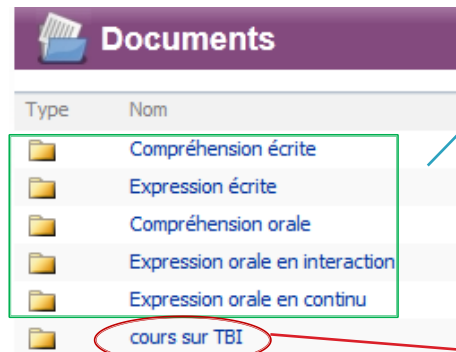 Documents
Type Nom
Compréhension écrite
Expression écrite
Compréhension orale
Expression orale en interaction
Expression orale en continu
cours sur TBI